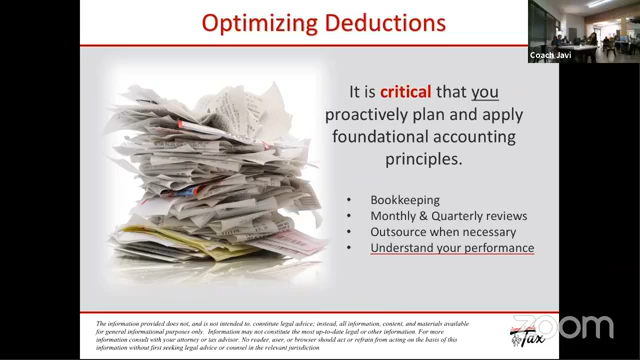 Optimizing Deductions
Coach Javi
It is critical that you
proactively plan and apply
foundational accounting
principles.
• Bookkeeping
• Monthly & Quarterly reviews
• Outsource when necessary
• Understand your performance
The information provided does not, and is not intended to, constitute legal advice; instead, all information, content, and materials available
for general informational purposes only. Information may not constitute the most up-to-date legal or other information. For more
information consult with your attorney or tax advisor. No reader, user, or browser should act or refrain from acting on the basis of this
information without first seeking legal advice or counsel in the relevant jurisdiction
Tax
zoom